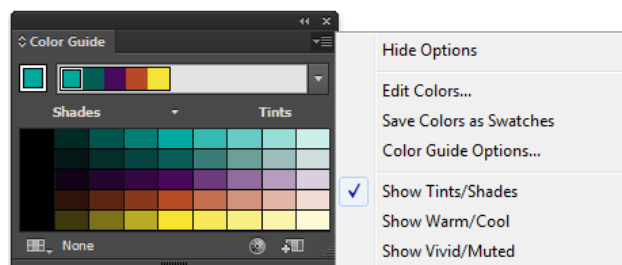 Color Guide
Shades
Tints
None
Hide Options
Edit Colors...
Save Colors as Swatches
Color Guide Options...
Show Tints/Shades
Show Warm/Cool
Show Vivid/Muted